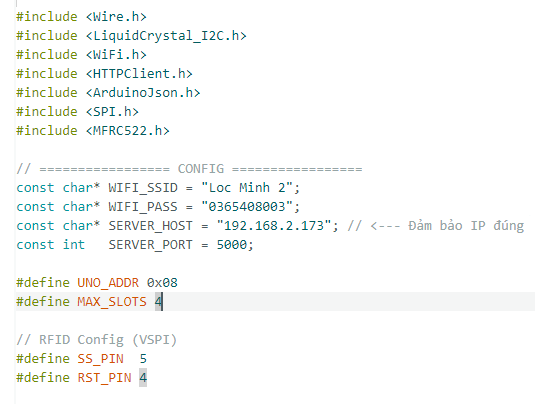 #include <Wire.h>
#include <LiquidCrystal_I2C.h>
#include <WiFi.h>
#include <HTTPClient.h>
#include <ArduinoJson.h>
#include <SPI.h>
#include <MFRC522.h>
// ================= CONFIG =================
const char* WIFI_SSID = "Loc Minh 2";
const char* WIFI_PASS = "0365408003";
const char* SERVER_HOST = "192.168.2.173"; // <--- Đảm bảo IP đúng
const int   SERVER_PORT = 5000;
#define UNO_ADDR 0x08
#define MAX_SLOTS 4
// RFID Config (VSPI)
#define SS_PIN  5
#define RST_PIN 4